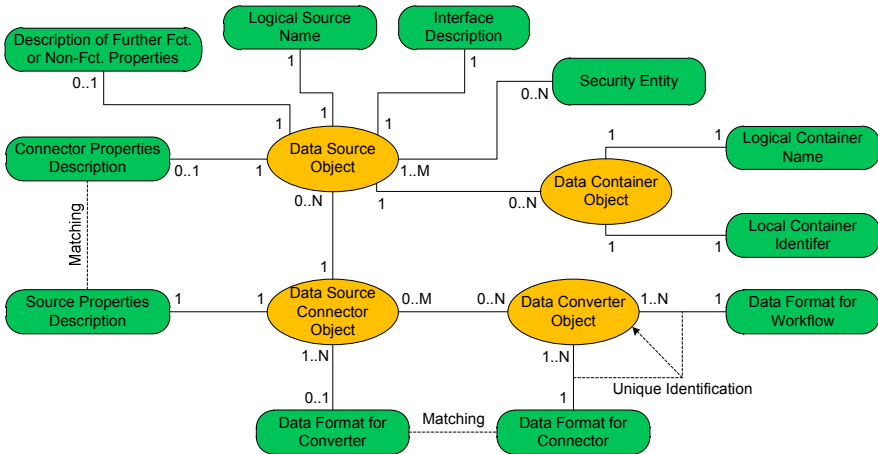 Description of Further Fct.
or Non-Fct. Properties
Logical Source
Name
Interface
Description
Security Entity
0..1
1
1
0..N
1
1
1
1..M
Connector Properties
Description
0..1
1
Data Source
Object
0..N
1
Data Container
Object
0..N
1
1
Logical Container
Name
1
1
Local Container
Identifer
Matching
Source Properties
Description
1
1
1
Data Source
Connector
Object
0..M
0..N
Data Converter
Object
1..N
1
Data Format for
Workflow
1..N
0..1
1..N
1
Unique Identification
Data Format for
Converter
Matching
Data Format for
Connector